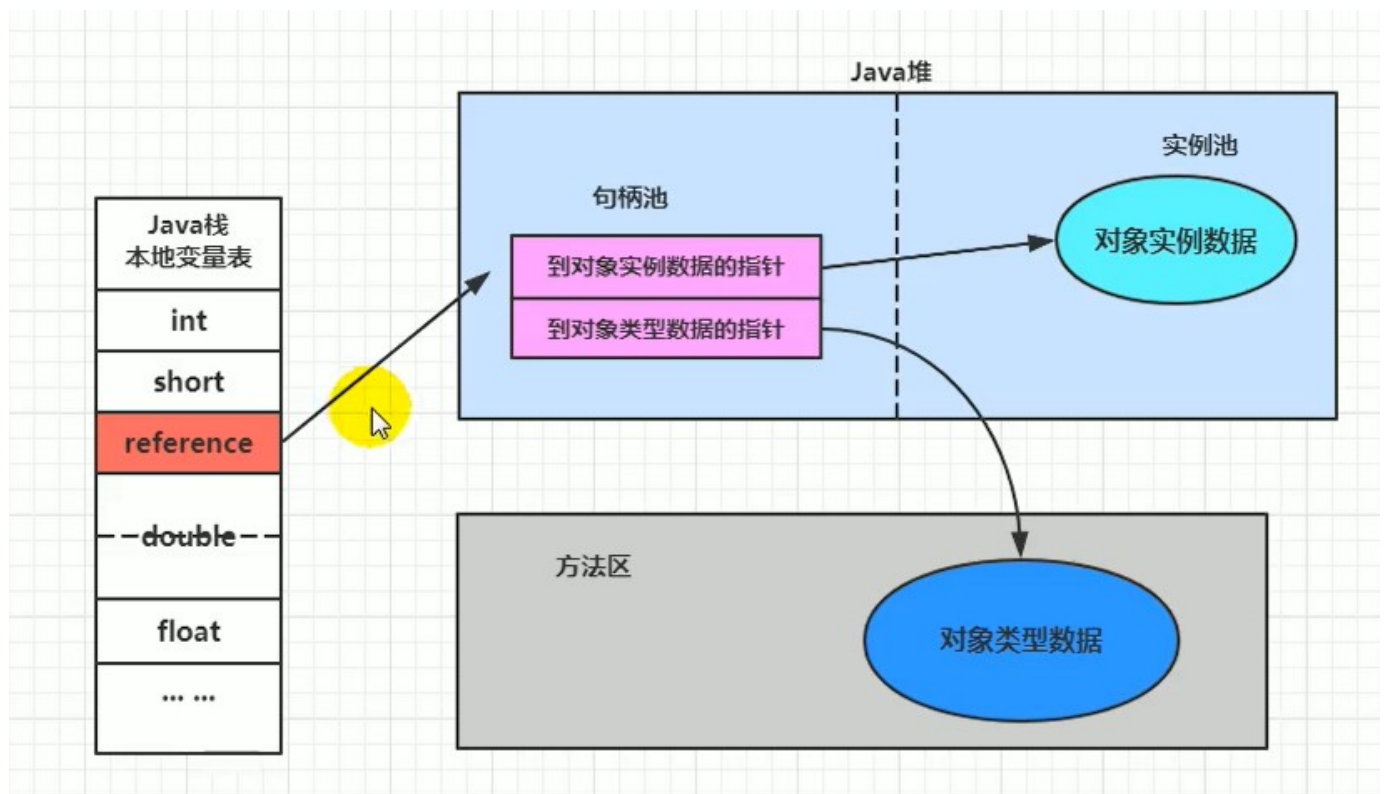 Java堆
实例池
句柄池
对象实例数据
到对象实例数据的指针
到对象类型数据的指针
Java栈
本地变量表
int
short
reference
double
float
... ...
方法区
对象类型数据